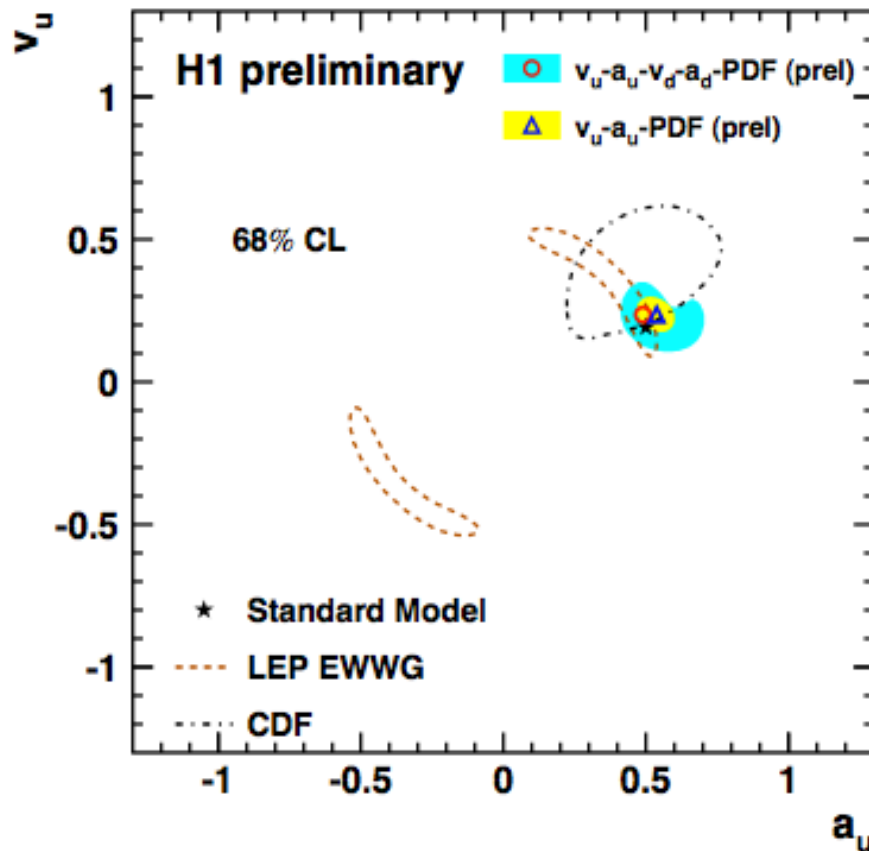 v_u
H1 preliminary
v_u-a_u-v_d-a_d-PDF (prel)
v_u-a_u-PDF (prel)
1
0.5
68% CL
0
-0.5
Standard Model
-1
LEP EWWG
CDF
-1 -0.5 0 0.5 1
a_u